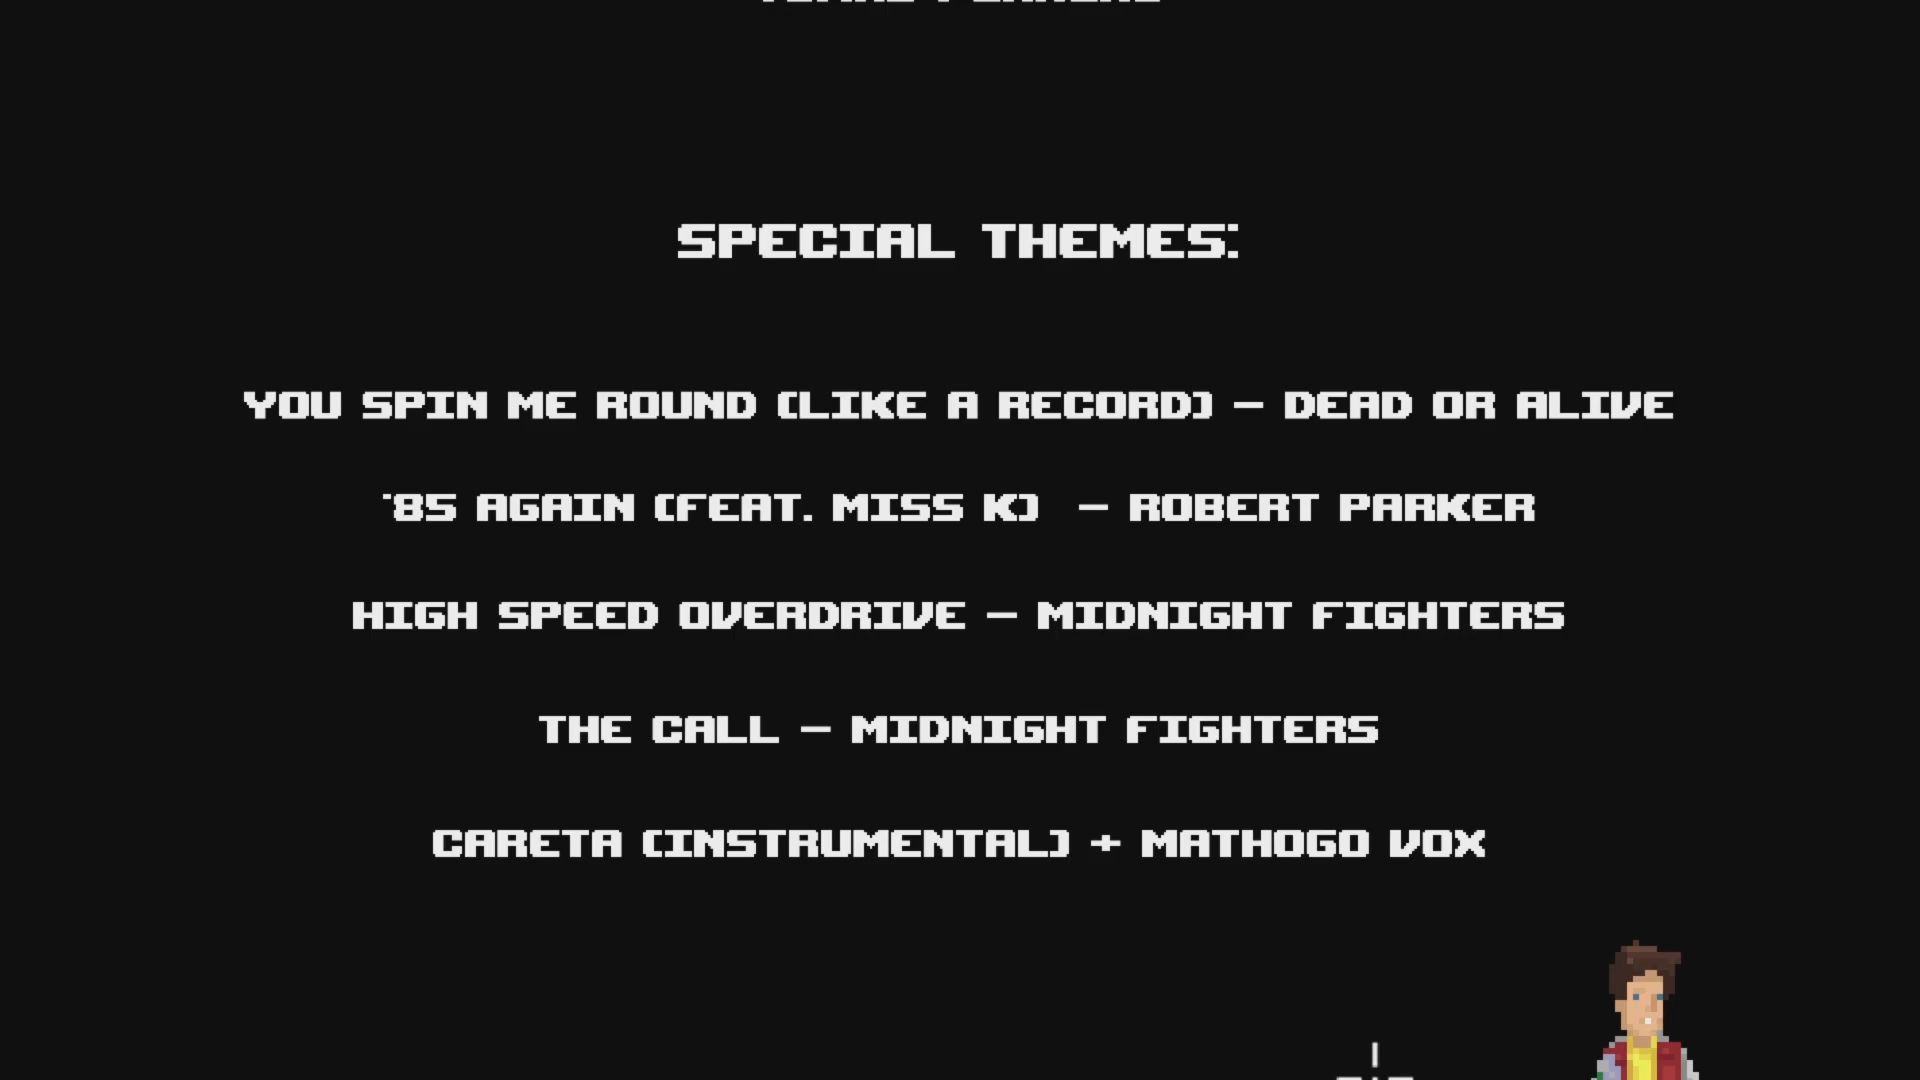 SPECIAL THEMES:
YOU SPIN ME ROUND (LIKE A RECORD) – DEAD OR ALIVE
'85 AGAIN (FEAT. MISS K)  – ROBERT PARKER
HIGH SPEED OVERDRIVE – MIDNIGHT FIGHTERS
THE CALL – MIDNIGHT FIGHTERS
CARETA (INSTRUMENTAL) + MATHOGO VOX